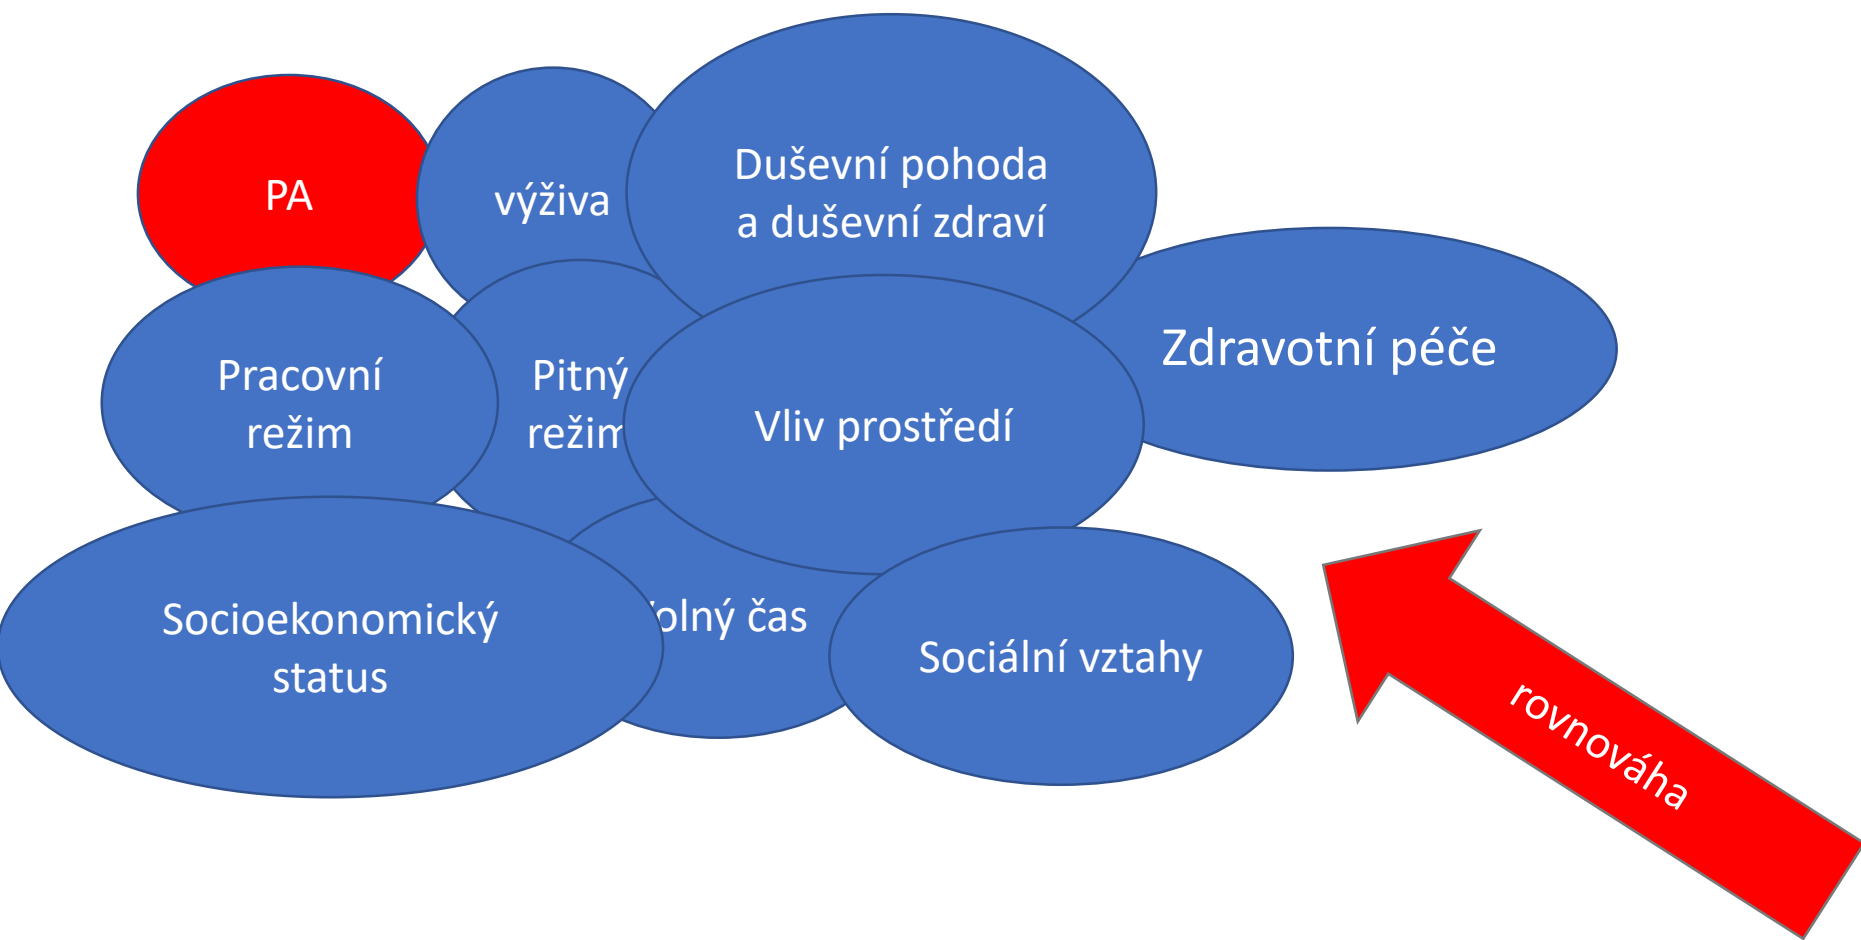 PA
výživa
Duševní pohoda
a duševní zdraví
Zdravotní péče
Pracovní
režim
Pitný
režim
Vliv prostředí
Socioekonomický
status
olný čas
Sociální vztahy
rovnováha